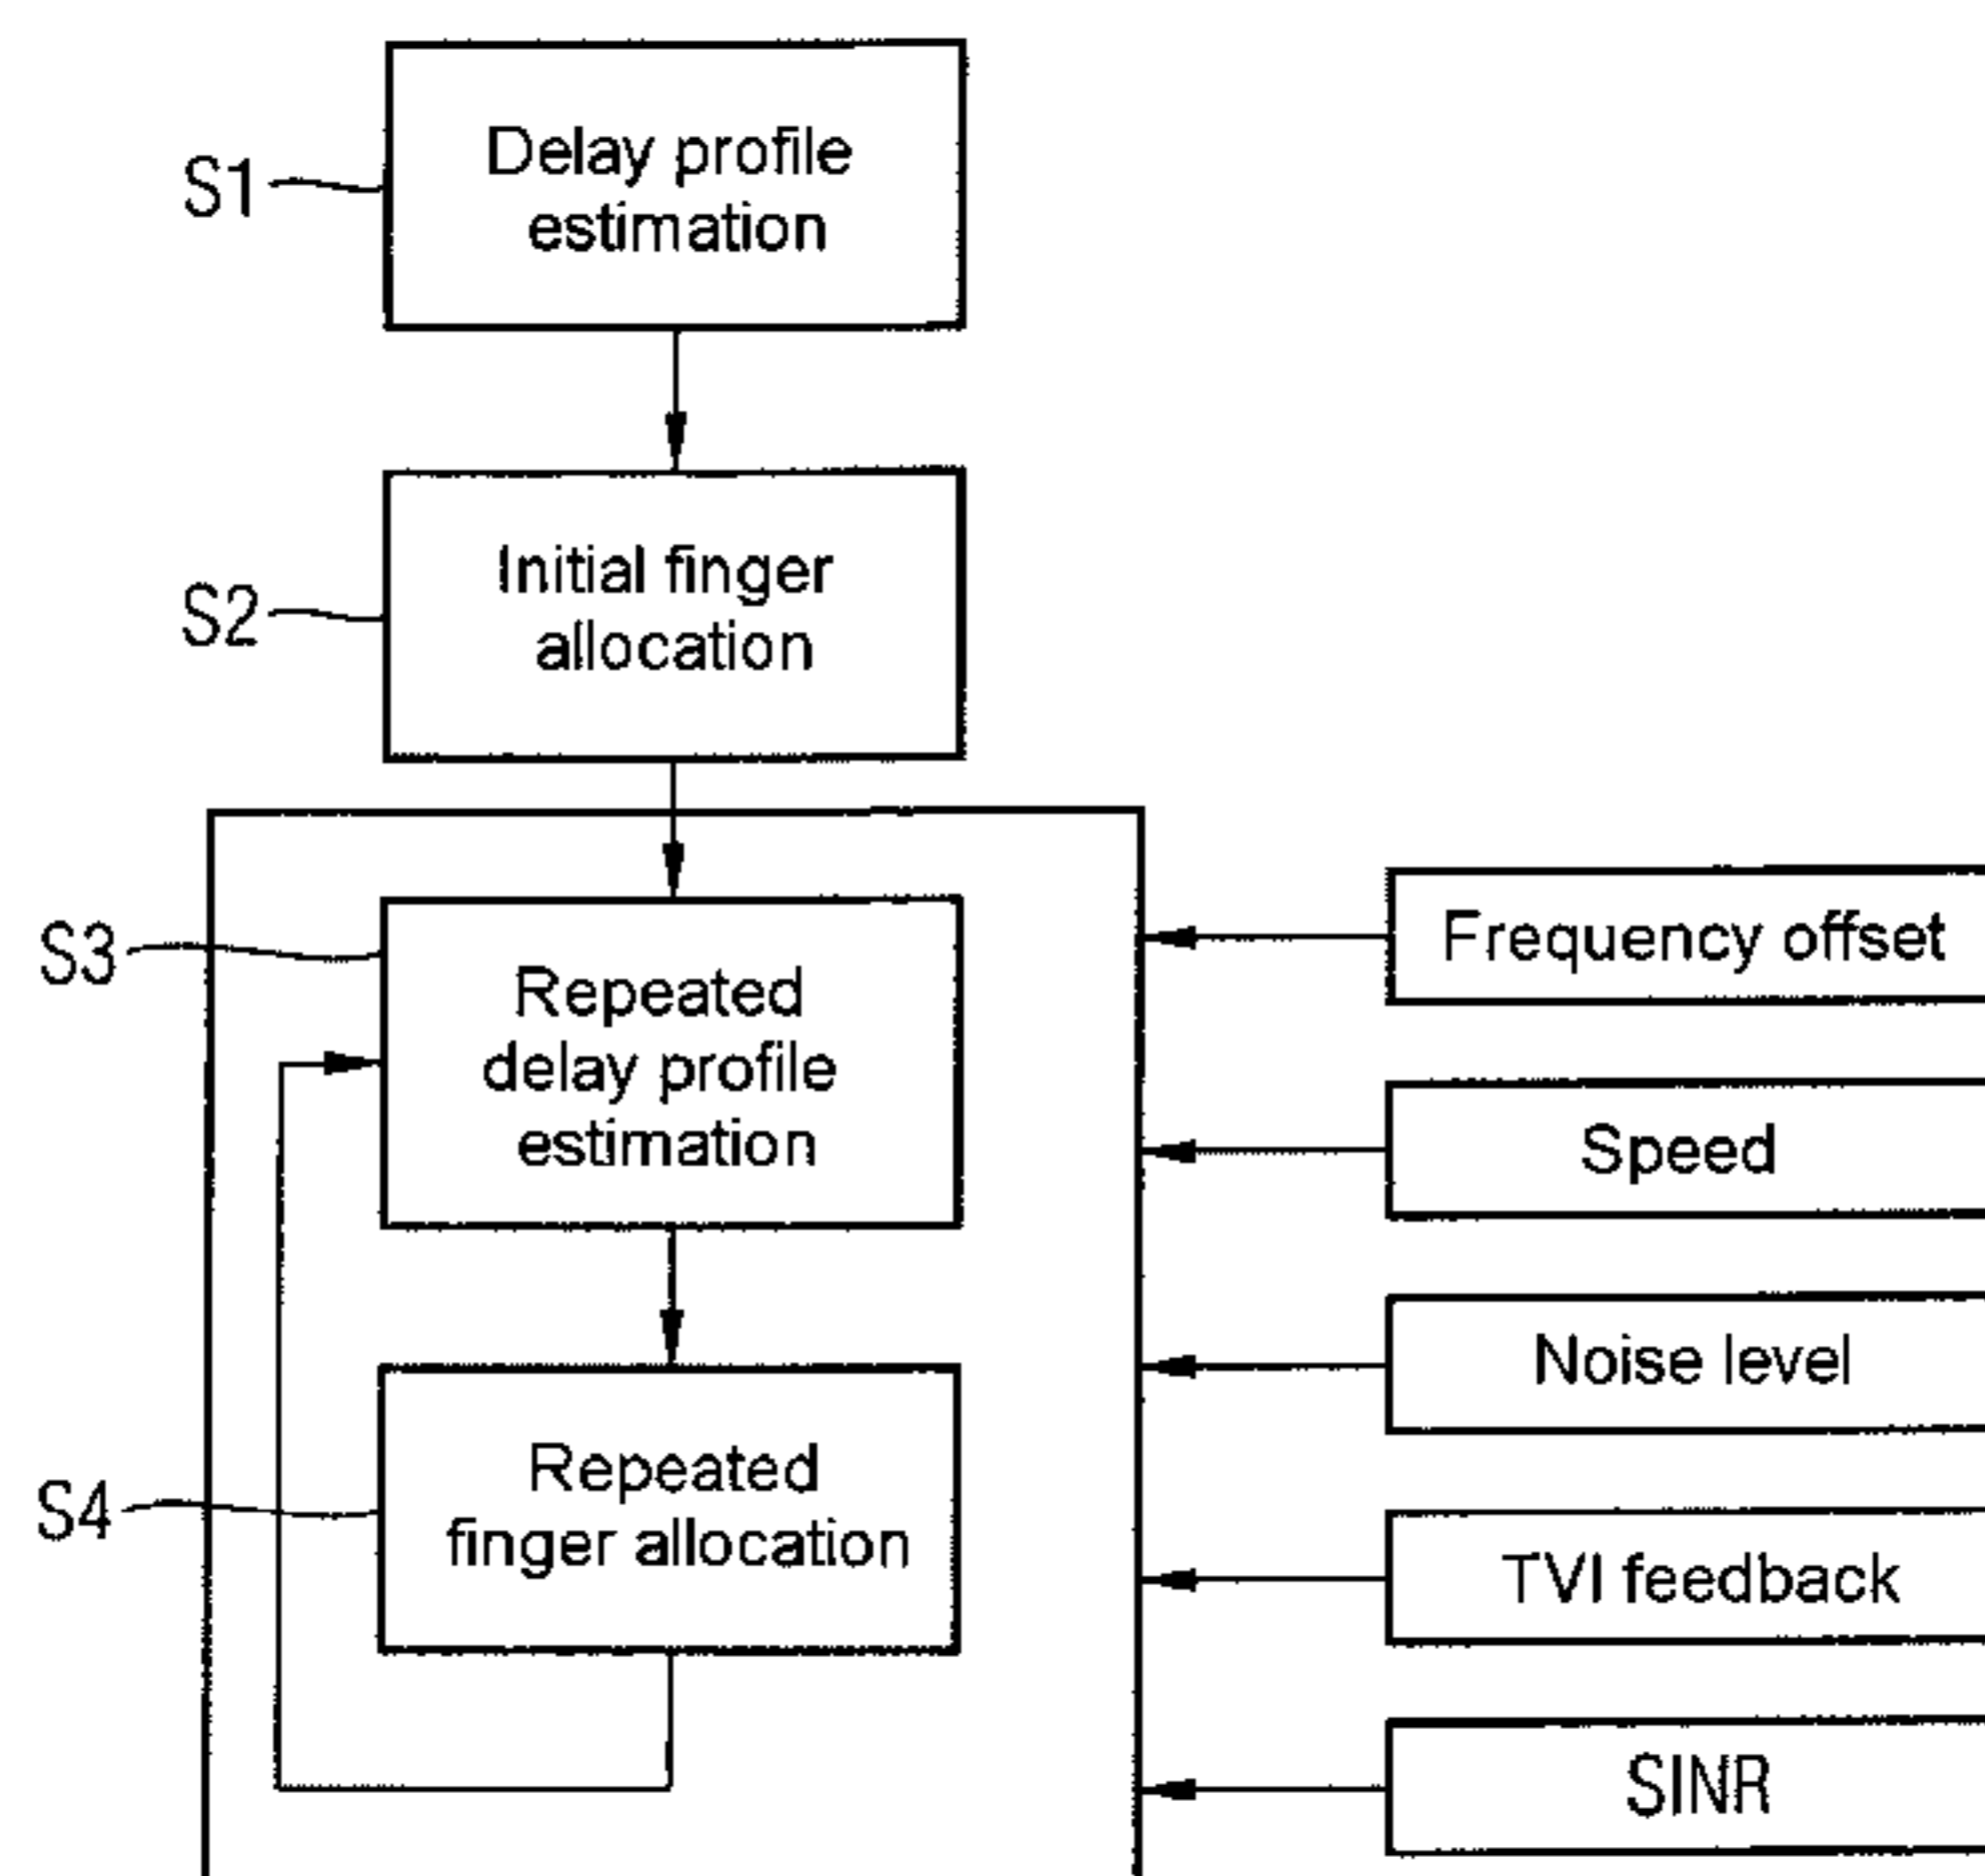 S1
Delay profile
estimation
S2
Initial finger
allocation
S3
Repeated
delay profile
estimation
S4
Repeated
finger allocation
Frequency offset
Speed
Noise level
TVI feedback
SINR